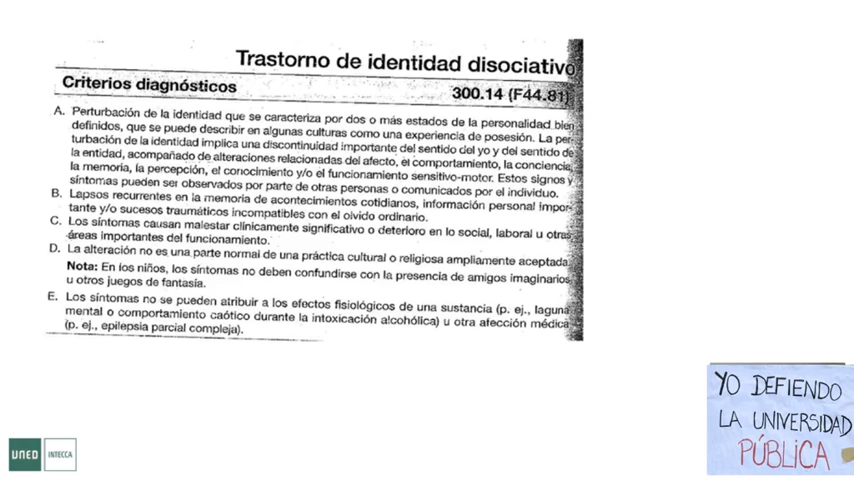 Trastorno de identidad disociativo
Criterios diagnósticos 300.14 (F44.81)
A. Perturbación de la identidad que se caracteriza por dos o más estados de la personalidad bien
definidos, que se puede describir en algunas culturas como una experiencia de posesión. La per-
turbación de la identidad implica una discontinuidad importante del sentido del yo y del sentido de
la entidad, acompañado de alteraciones relacionadas del afecto, el comportamiento, la conciencia,
la memoria, la percepción, el conocimiento y/o el funcionamiento sensitivo-motor. Estos signos y
síntomas pueden ser observados por parte de otras personas o comunicados por el individuo.
B. Lapsos recurrentes en la memoria de acontecimientos cotidianos, información personal impor-
tante y/o sucesos traumáticos incompatibles con el olvido ordinario.
C. Los síntomas causan malestar clínicamente significativo o deterioro en lo social, laboral u otras
áreas importantes del funcionamiento.
D. La alteración no es una parte normal de una práctica cultural o religiosa ampliamente aceptada.
Nota: En los niños, los síntomas no deben confundirse con la presencia de amigos imaginarios
u otros juegos de fantasía.
E. Los síntomas no se pueden atribuir a los efectos fisiológicos de una sustancia (p. ej., laguna
mental o comportamiento caótico durante la intoxicación alcohólica) u otra afección médica
(p. ej., epilepsia parcial compleja).
YO DEFIENDO
LA UNIVERSIDAD
PÚBLICA
UNED INTECCA